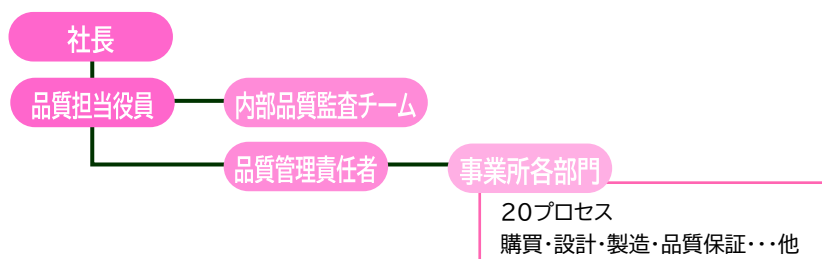 社長
品質担当役員
内部品質監査チーム
品質管理責任者
事業所各部門
20プロセス
購買・設計・製造・品質保証・・・他